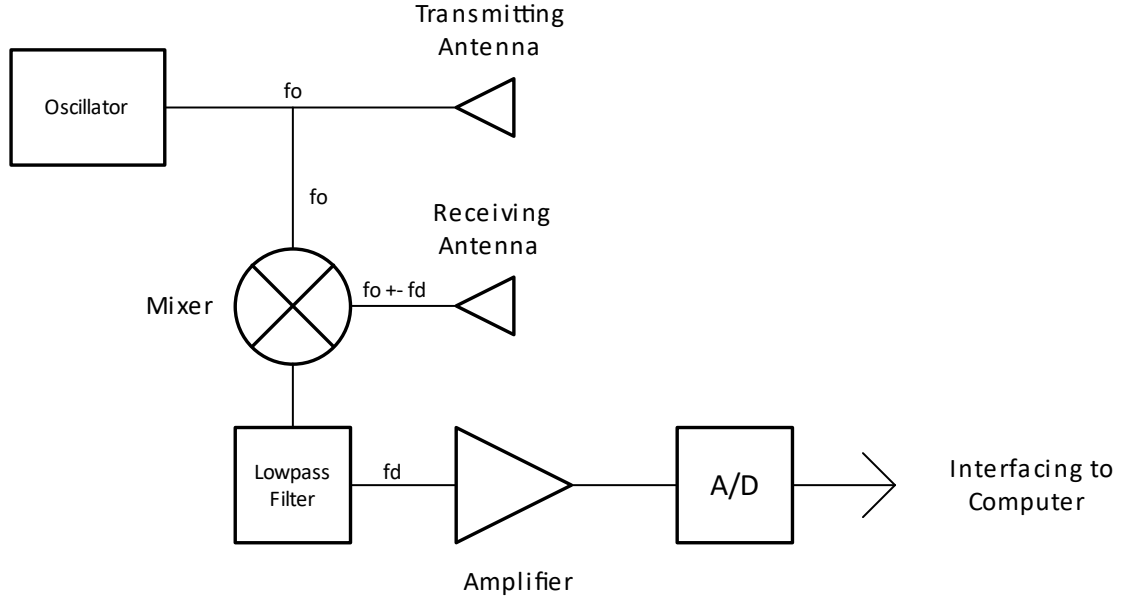 Transmitting
Antenna
Oscillator
fo
fo
Receiving
Antenna
Mixer
fo +- fd
Lowpass
Filter
fd
A/D
Interfacing to
Computer
Amplifier